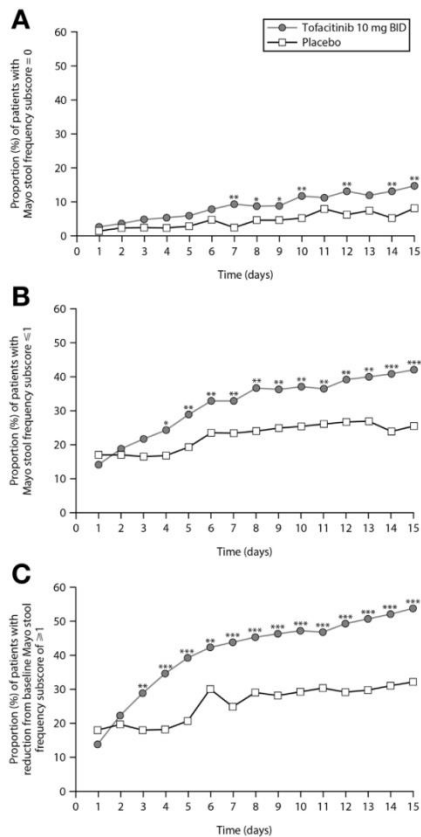 A
Tofacitinib 10 mg BID
Placebo
Proportion (%) of patients with
Mayo stool frequency subscore = 0
60
50
40
30
20
10
0
** * * ** ** ** **
0 1 2 3 4 5 6 7 8 9 10 11 12 13 14 15
Time (days)
B
Proportion (%) of patients with
Mayo stool frequency subscore ⩽1
60
50
40
30
20
10
0
* ** ** ** ** ** ** ** ** ** *** ***
0 1 2 3 4 5 6 7 8 9 10 11 12 13 14 15
Time (days)
C
Proportion (%) of patients with
reduction from baseline Mayo stool
frequency subscore of ⩾1
60
50
40
30
20
10
0
** *** *** ** *** *** *** *** *** *** *** *** ***
0 1 2 3 4 5 6 7 8 9 10 11 12 13 14 15
Time (days)